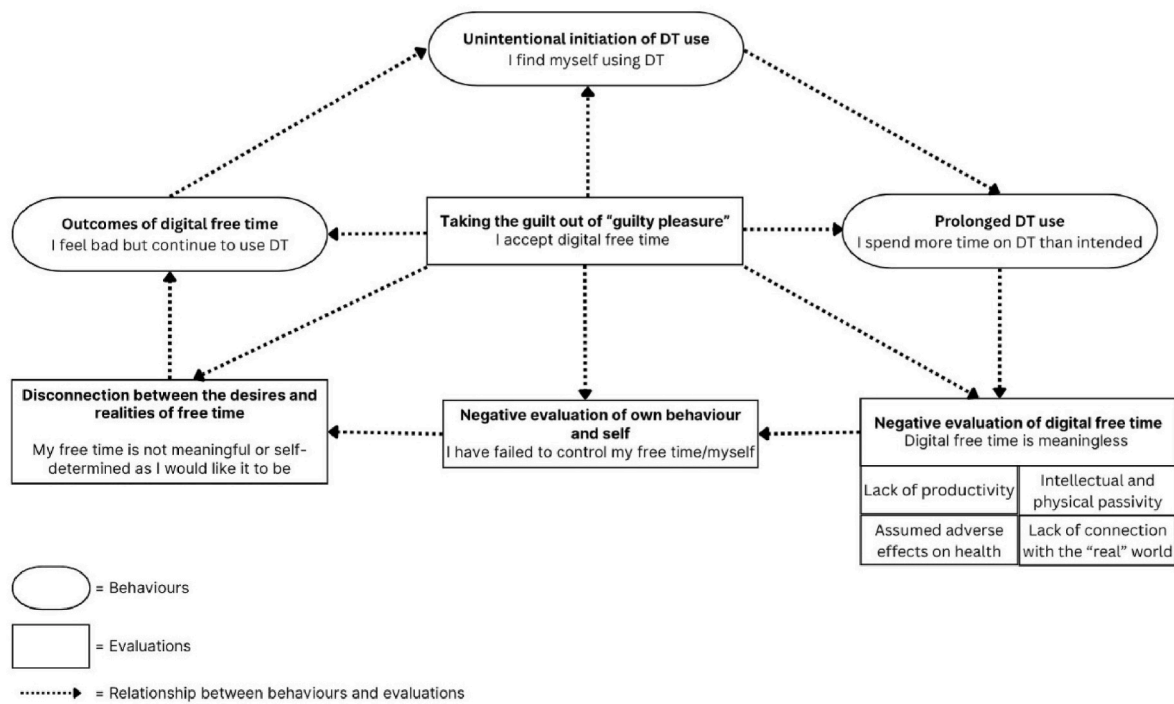 Unintentional initiation of DT use
I find myself using DT
Outcomes of digital free time
I feel bad but continue to use DT
Taking the guilt out of “guilty pleasure”
I accept digital free time
Prolonged DT use
I spend more time on DT than intended
Disconnection between the desires and
realities of free time
My free time is not meaningful or self-
determined as I would like it to be
Negative evaluation of own behaviour
and self
I have failed to control my free time/myself
Negative evaluation of digital free time
Digital free time is meaningless
Lack of productivity
Intellectual and
physical passivity
Assumed adverse
effects on health
Lack of connection
with the “real” world
= Behaviours
= Evaluations
= Relationship between behaviours and evaluations